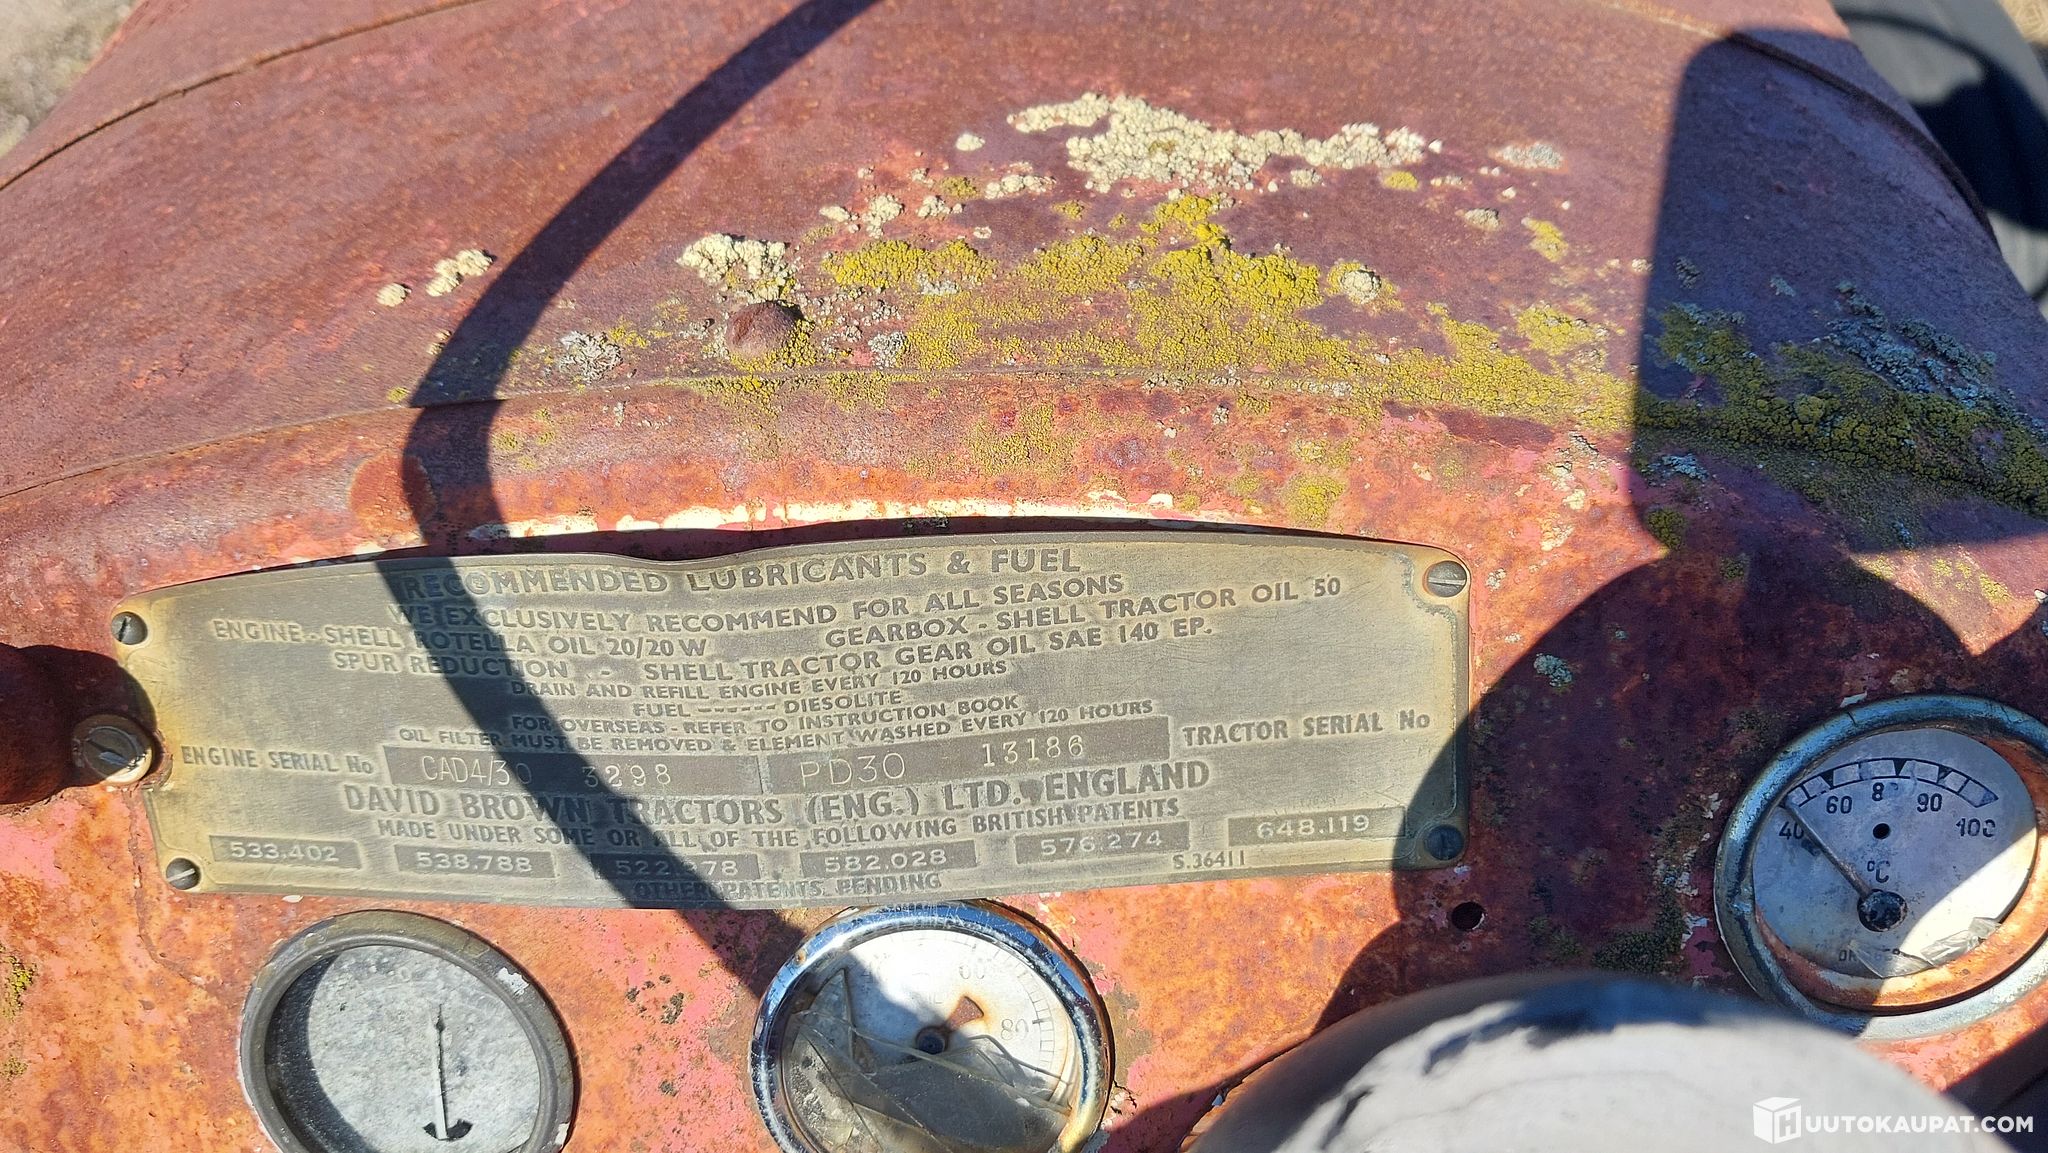 RECOMMENDED LUBRICANTS & FUEL
WE EXCLUSIVELY RECOMMEND FOR ALL SEASONS
ENGINE - SHELL ROTELLA OIL 20/20 W GEARBOX - SHELL TRACTOR OIL 50
SPUR REDUCTION - SHELL TRACTOR GEAR OIL SAE 140 EP.
DRAIN AND REFILL ENGINE EVERY 120 HOURS
FUEL ------ DIESOLITE
FOR OVERSEAS - REFER TO INSTRUCTION BOOK
OIL FILTER MUST BE REMOVED & ELEMENT WASHED EVERY 120 HOURS
ENGINE SERIAL No CAD4/30 3298 PD30 13186 TRACTOR SERIAL No
DAVID BROWN TRACTORS (ENG.) LTD. ENGLAND
MADE UNDER SOME OR ALL OF THE FOLLOWING BRITISH PATENTS
533.402 538.788 582.028 576.274 648.119
OTHER PATENTS PENDING S.36411
40 60 80 90 100
°C
60
80
HUUTOKAUPAT.COM